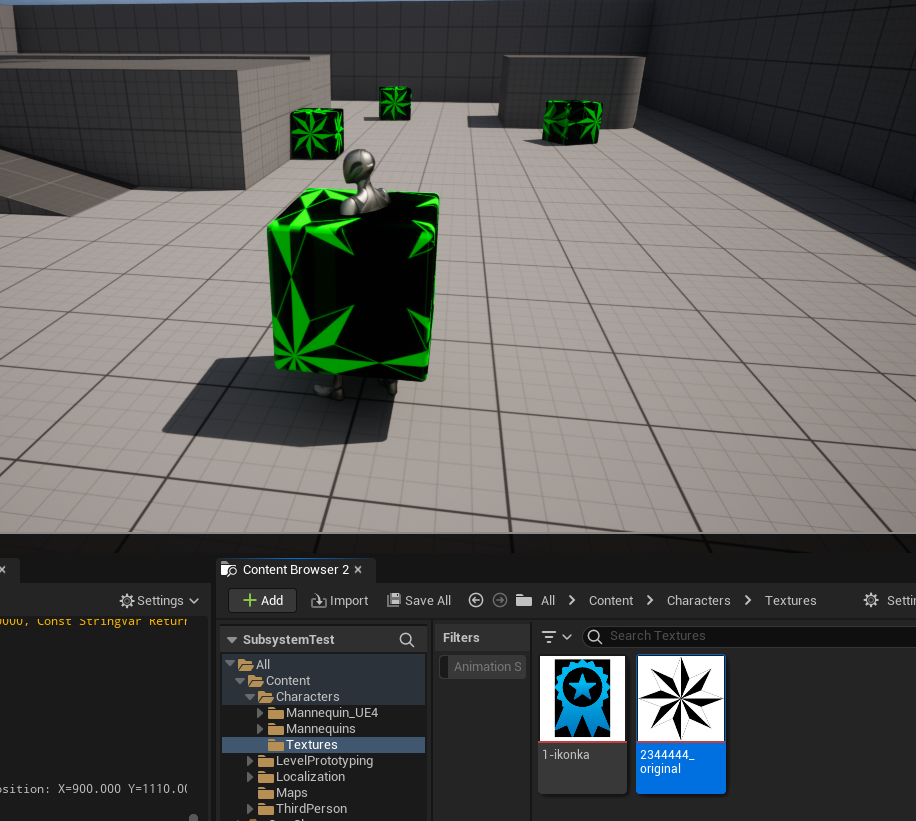 Content Browser 2
Settings
Add
Import
Save All
All
Content
Characters
Textures
0000, Const StringVar Return
SubsystemTest
Filters
Search Textures
All
Animation S
Content
Characters
Mannequin_UE4
Mannequins
Textures
1-ikonka
2344444_
original
LevelPrototyping
Localization
osition: X=900.000 Y=1110.00
Maps
ThirdPerson